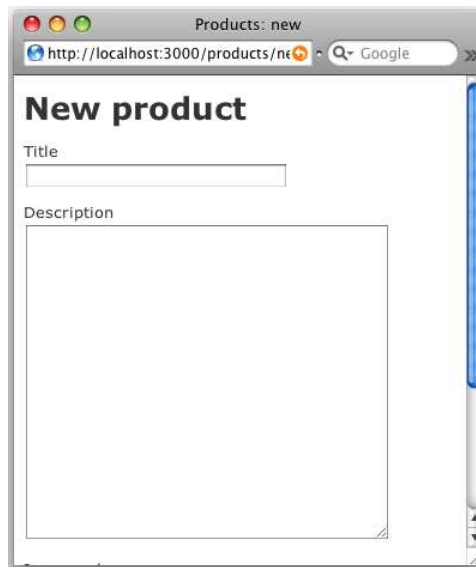 Products: new
http://localhost:3000/products/ne
Google
New product
Title
Description